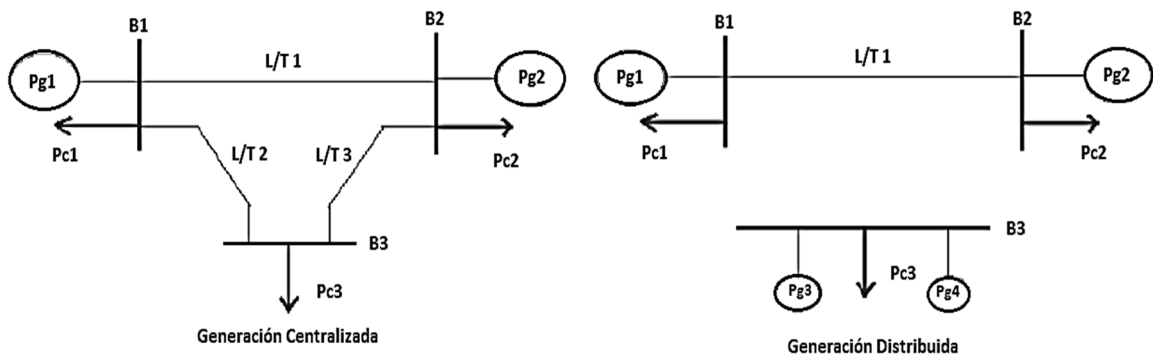 B1
B2
L/T 1
Pg1
Pg2
Pc1
L/T 2
L/T 3
Pc2
B3
Pc3
Generación Centralizada
B1
B2
L/T1
Pg1
Pg2
Pc1
Pc2
B3
Pg3
Pc3
Pg4
Generación Distribuida